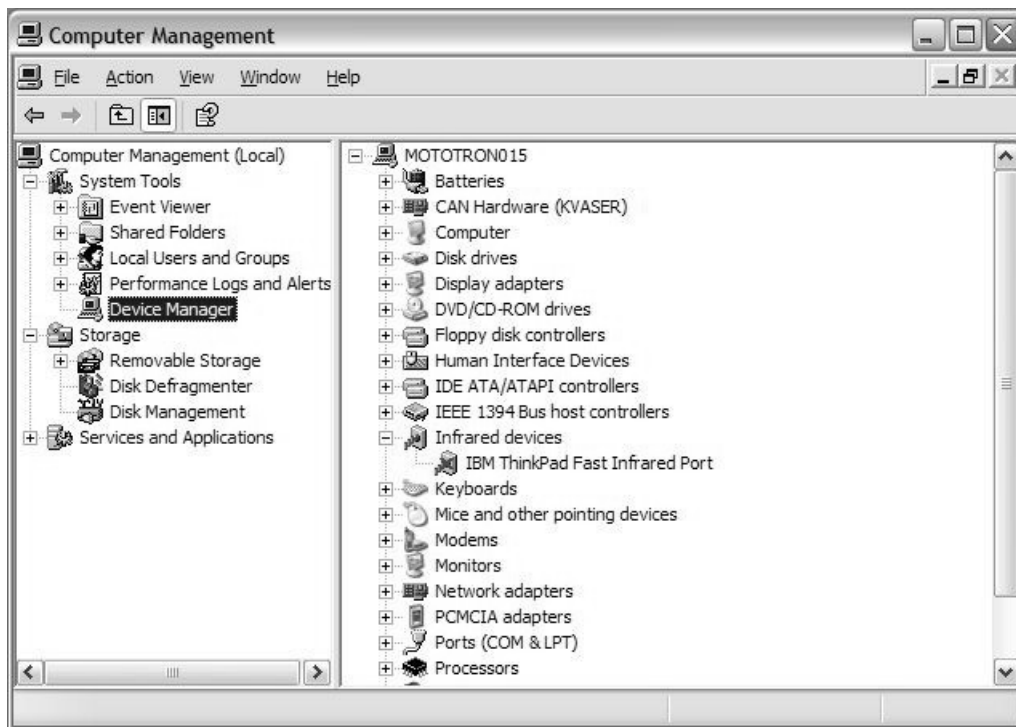 Computer Management
File Action View Window Help
Computer Management (Local)
System Tools
Event Viewer
Shared Folders
Local Users and Groups
Performance Logs and Alerts
Device Manager
Storage
Removable Storage
Disk Defragmenter
Disk Management
Services and Applications
MOTOTRON015
Batteries
CAN Hardware (KVASER)
Computer
Disk drives
Display adapters
DVD/CD-ROM drives
Floppy disk controllers
Human Interface Devices
IDE ATA/ATAPI controllers
IEEE 1394 Bus host controllers
Infrared devices
IBM ThinkPad Fast Infrared Port
Keyboards
Mice and other pointing devices
Modems
Monitors
Network adapters
PCMCIA adapters
Ports (COM & LPT)
Processors